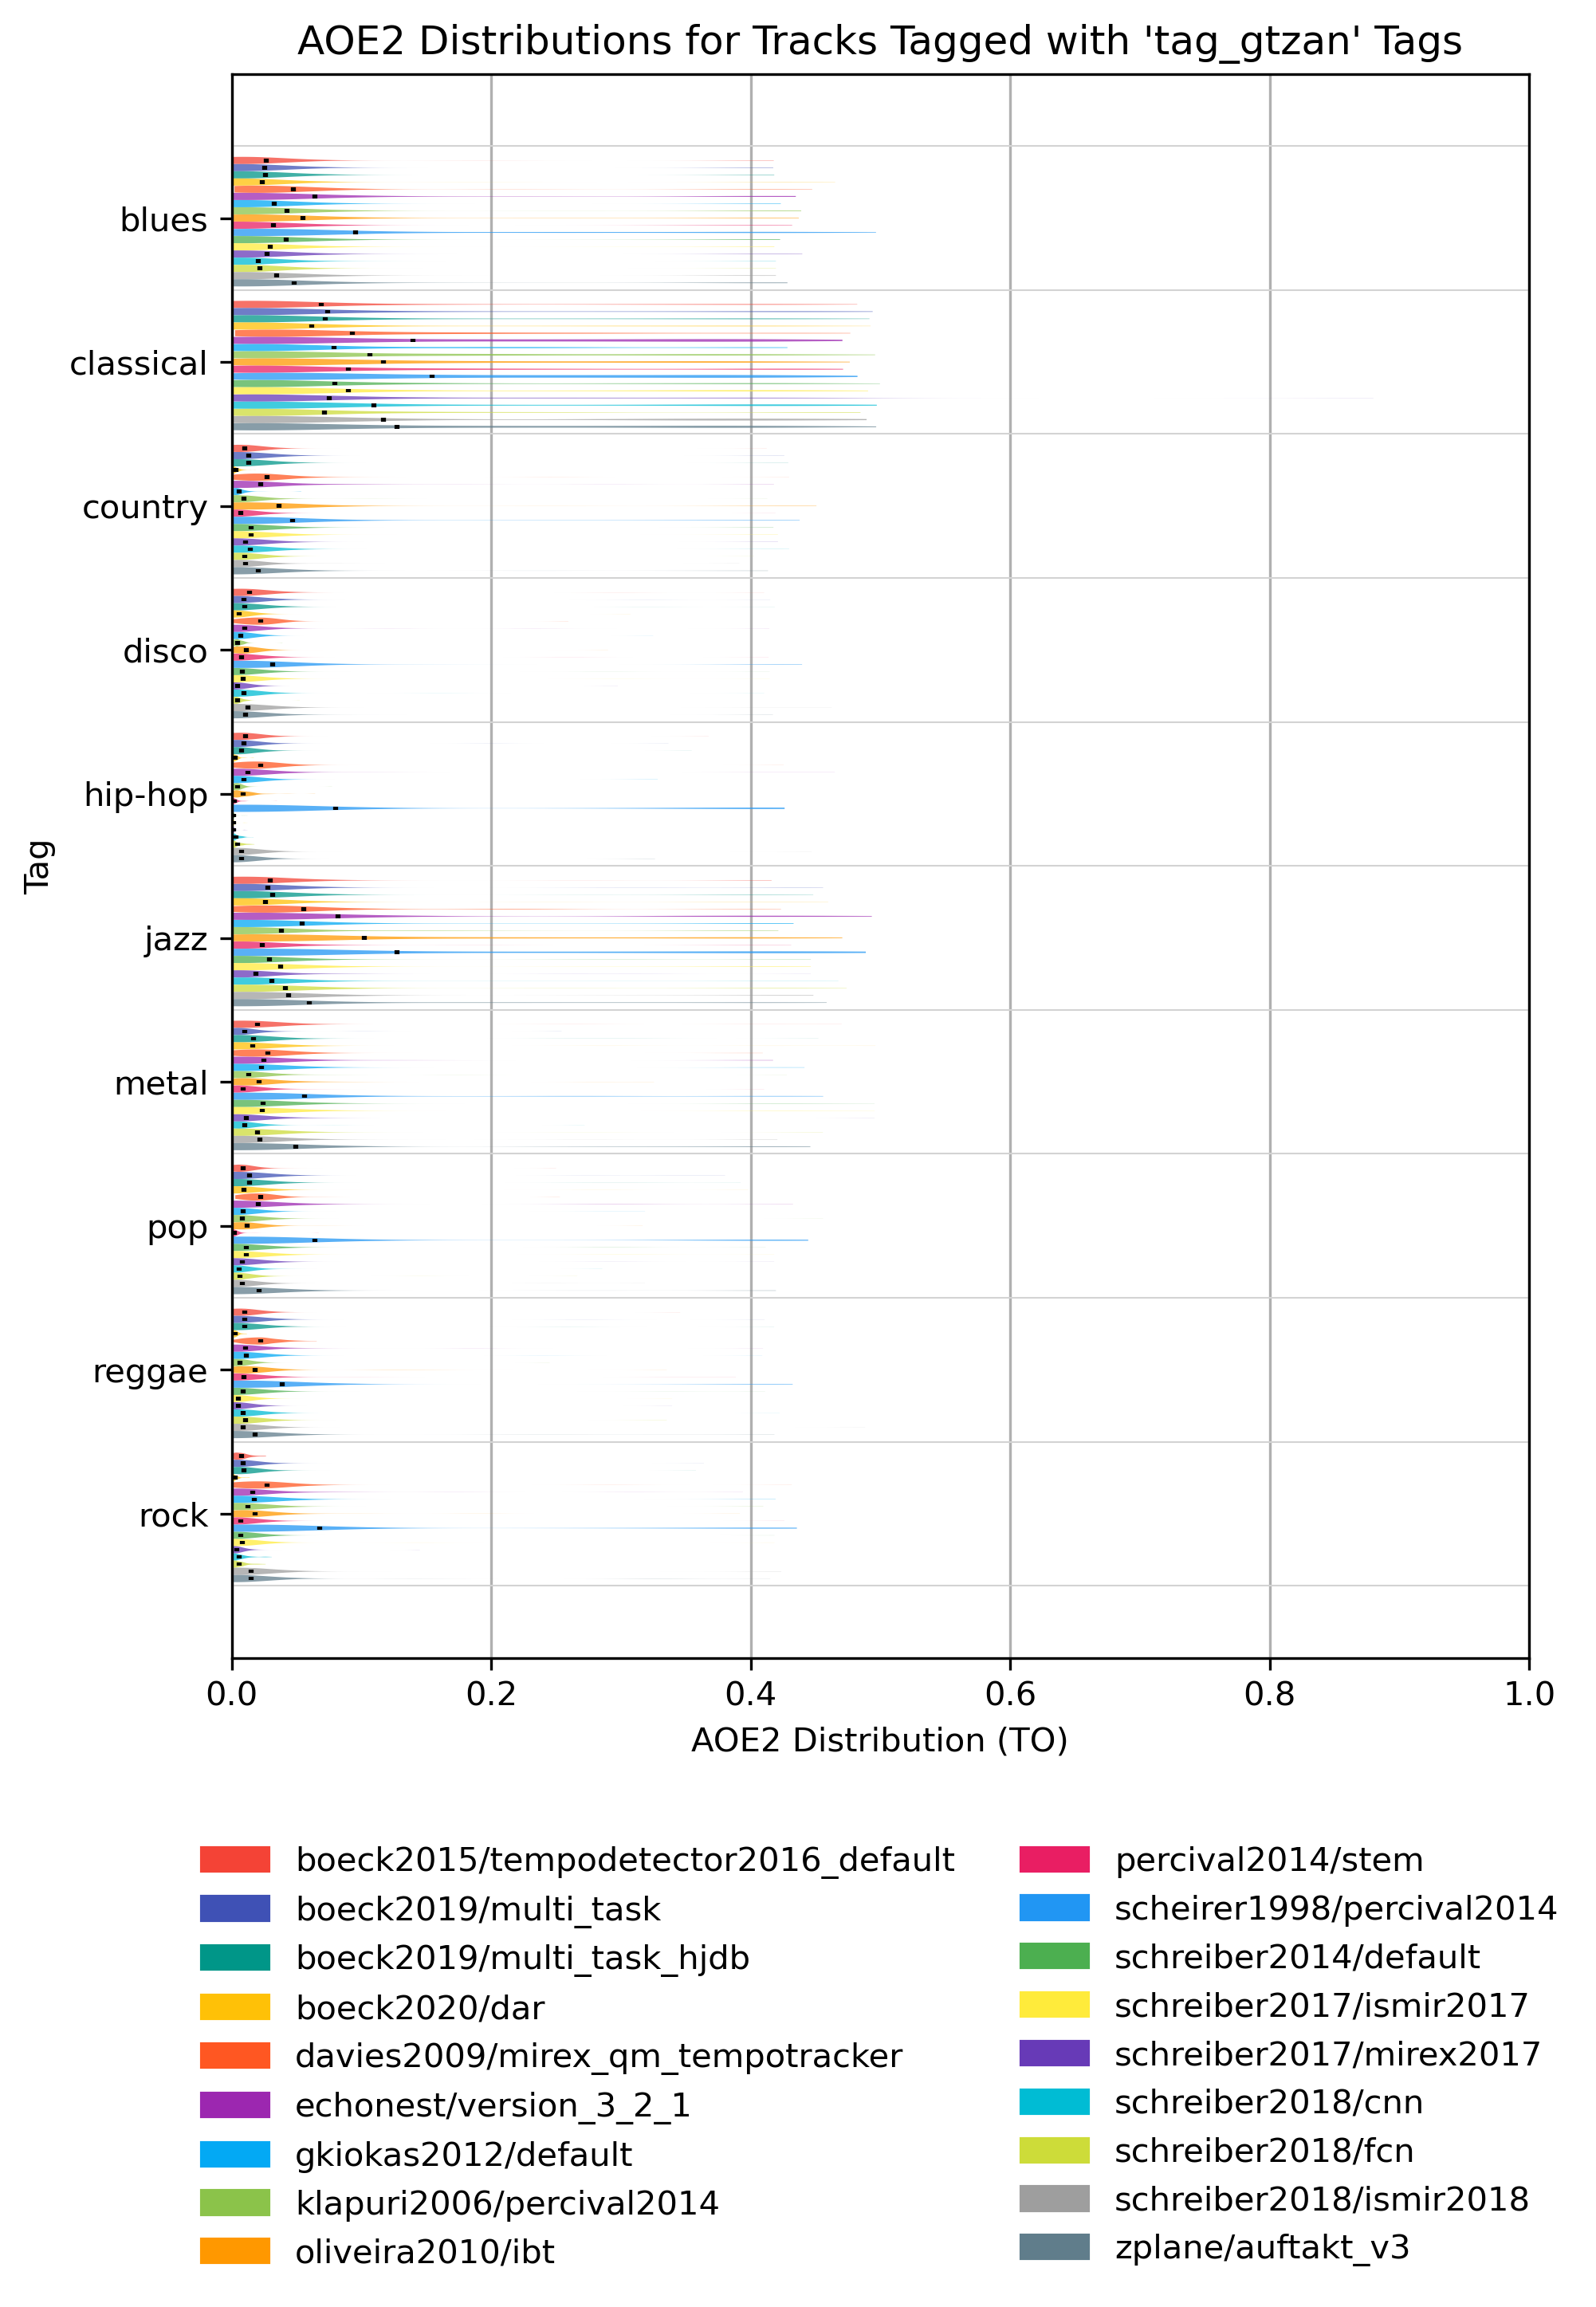 AOE2 Distributions for Tracks Tagged with 'tag_gtzan' Tags
Tag
blues
classical
country
disco
hip-hop
jazz
metal
pop
reggae
rock
0.0 0.2 0.4 0.6 0.8 1.0
AOE2 Distribution (TO)
boeck2015/tempodetector2016_default
boeck2019/multi_task
boeck2019/multi_task_hjdb
boeck2020/dar
davies2009/mirex_qm_tempotracker
echonest/version_3_2_1
gkiokas2012/default
klapuri2006/percival2014
oliveira2010/ibt
percival2014/stem
scheirer1998/percival2014
schreiber2014/default
schreiber2017/ismir2017
schreiber2017/mirex2017
schreiber2018/cnn
schreiber2018/fcn
schreiber2018/ismir2018
zplane/auftakt_v3